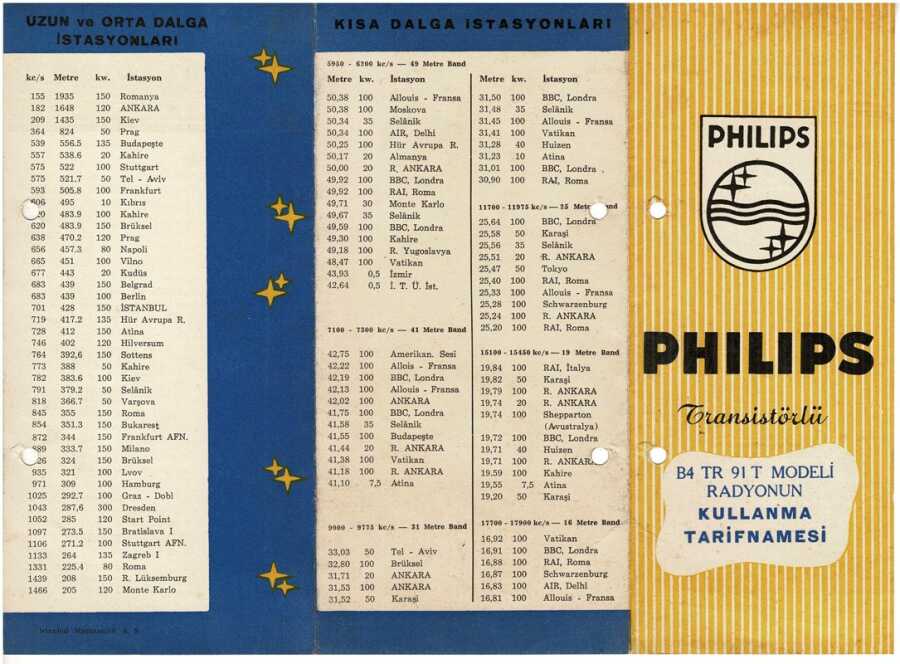 UZUN ve ORTA DALGA
İSTASYONLARI
kc/s Metre kw. İstasyon
155 1935 150 Romanya
182 1648 120 ANKARA
209 1435 150 Kiev
364 824 50 Prag
539 556.5 135 Budapeşte
557 538.6 20 Kahire
575 522 100 Stuttgart
575 521.7 50 Tel - Aviv
593 505.8 100 Frankfurt
606 495 10 Kıbrıs
483.9 100 Kahire
620 483.9 150 Brüksel
638 470.2 120 Prag
656 457.3 80 Napoli
665 451 100 Vilno
677 443 20 Kudüs
683 439 150 Belgrad
683 439 100 Berlin
701 428 150 İSTANBUL
719 417.2 135 Hür Avrupa R.
728 412 150 Atina
746 402 120 Hilversum
764 392,6 150 Sottens
773 388 50 Kahire
782 383.6 100 Kiev
791 379.2 50 Selânik
818 366.7 50 Varşova
845 355 150 Roma
854 351.3 150 Bukareşt
872 344 150 Frankfurt AFN.
333.7 150 Milano
324 150 Brüksel
935 321 100 Lvov
971 309 100 Hamburg
1025 292.7 100 Graz - Dobl
1043 287,6 300 Dresden
1052 285 120 Start Point
1097 273.5 150 Bratislava I
1106 271.2 100 Stuttgart AFN.
1133 264 135 Zagreb I
1331 225.4 80 Roma
1439 208 150 R. Lüksemburg
1466 205 120 Monte Karlo
İstanbul Matbaacılık A. Ş.
KISA DALGA İSTASYONLARI
5950 - 6200 kc/s — 49 Metre Band
Metre kw. İstasyon
50,38 100 Allouis - Fransa
50,38 100 Moskova
50,34 35 Selânik
50,34 100 AIR, Delhi
50,25 100 Hür Avrupa R.
50,17 20 Almanya
50,00 20 R. ANKARA
49,92 100 BBC, Londra
49,92 100 RAI, Roma
49,71 30 Monte Karlo
49,67 35 Selânik
49,59 100 BBC, Londra
49,30 100 Kahire
49,18 100 R. Yugoslavya
48,47 100 Vatikan
43,93 0,5 İzmir
42,64 0,5 İ. T. Ü. İst.
7100 - 7300 kc/s — 41 Metre Band
42,75 100 Amerikan. Sesi
42,22 100 Allois - Fransa
42,19 100 BBC, Londra
42,13 100 Allouis - Fransa
42,02 100 ANKARA
41,75 100 BBC, Londra
41,58 35 Selânik
41,55 100 Budapeşte
41,44 20 R. ANKARA
41,38 100 Vatikan
41,18 100 R. ANKARA
41,10 7,5 Atina
9000 - 9775 kc/s — 31 Metre Band
33,03 50 Tel - Aviv
32,80 100 Brüksel
31,71 20 ANKARA
31,53 100 ANKARA
31,52 50 Karaşi
Metre kw. İstasyon
31,50 100 BBC, Londra
31,48 35 Selânik
31,45 100 Allouis - Fransa
31,41 100 Vatikan
31,28 40 Huizen
31,23 10 Atina
31,01 100 BBC, Londra .
30,90 100 RAI, Roma
11700 - 11975 kc/s — 25 Metre Band
25,64 100 BBC, Londra
25,58 50 Karaşi
25,56 35 Selânik
25,51 20 R. ANKARA
25,47 50 Tokyo
25,40 100 RAI, Roma
25,33 100 Allouis - Fransa
25,28 100 Schwarzenburg
25,24 100 R. ANKARA
25,20 100 RAI, Roma
15100 - 15450 kc/s — 19 Metre Band
19,84 100 RAI, İtalya
19,82 50 Karaşi
19,79 100 R. ANKARA
19,74 20 R. ANKARA
19,74 100 Shepparton
(Avustralya)
19,72 100 BBC, Londra
19,71 40 Huizen
19,71 100 R. ANKARA
19.59 100 Kahire
19,55 7,5 Atina
19,20 50 Karaşi
17700 - 17900 kc/s — 16 Metre Band
16,92 100 Vatikan
16,91 100 BBC, Londra
16,88 100 RAI, Roma
16,87 100 Schwarzenburg
16,83 100 AIR, Delhi
16,81 100 Allouis - Fransa
PHILIPS
PHILIPS
Transistörlü
B4 TR 91 T MODELİ
RADYONUN
KULLANMA
TARİFNAMESİ